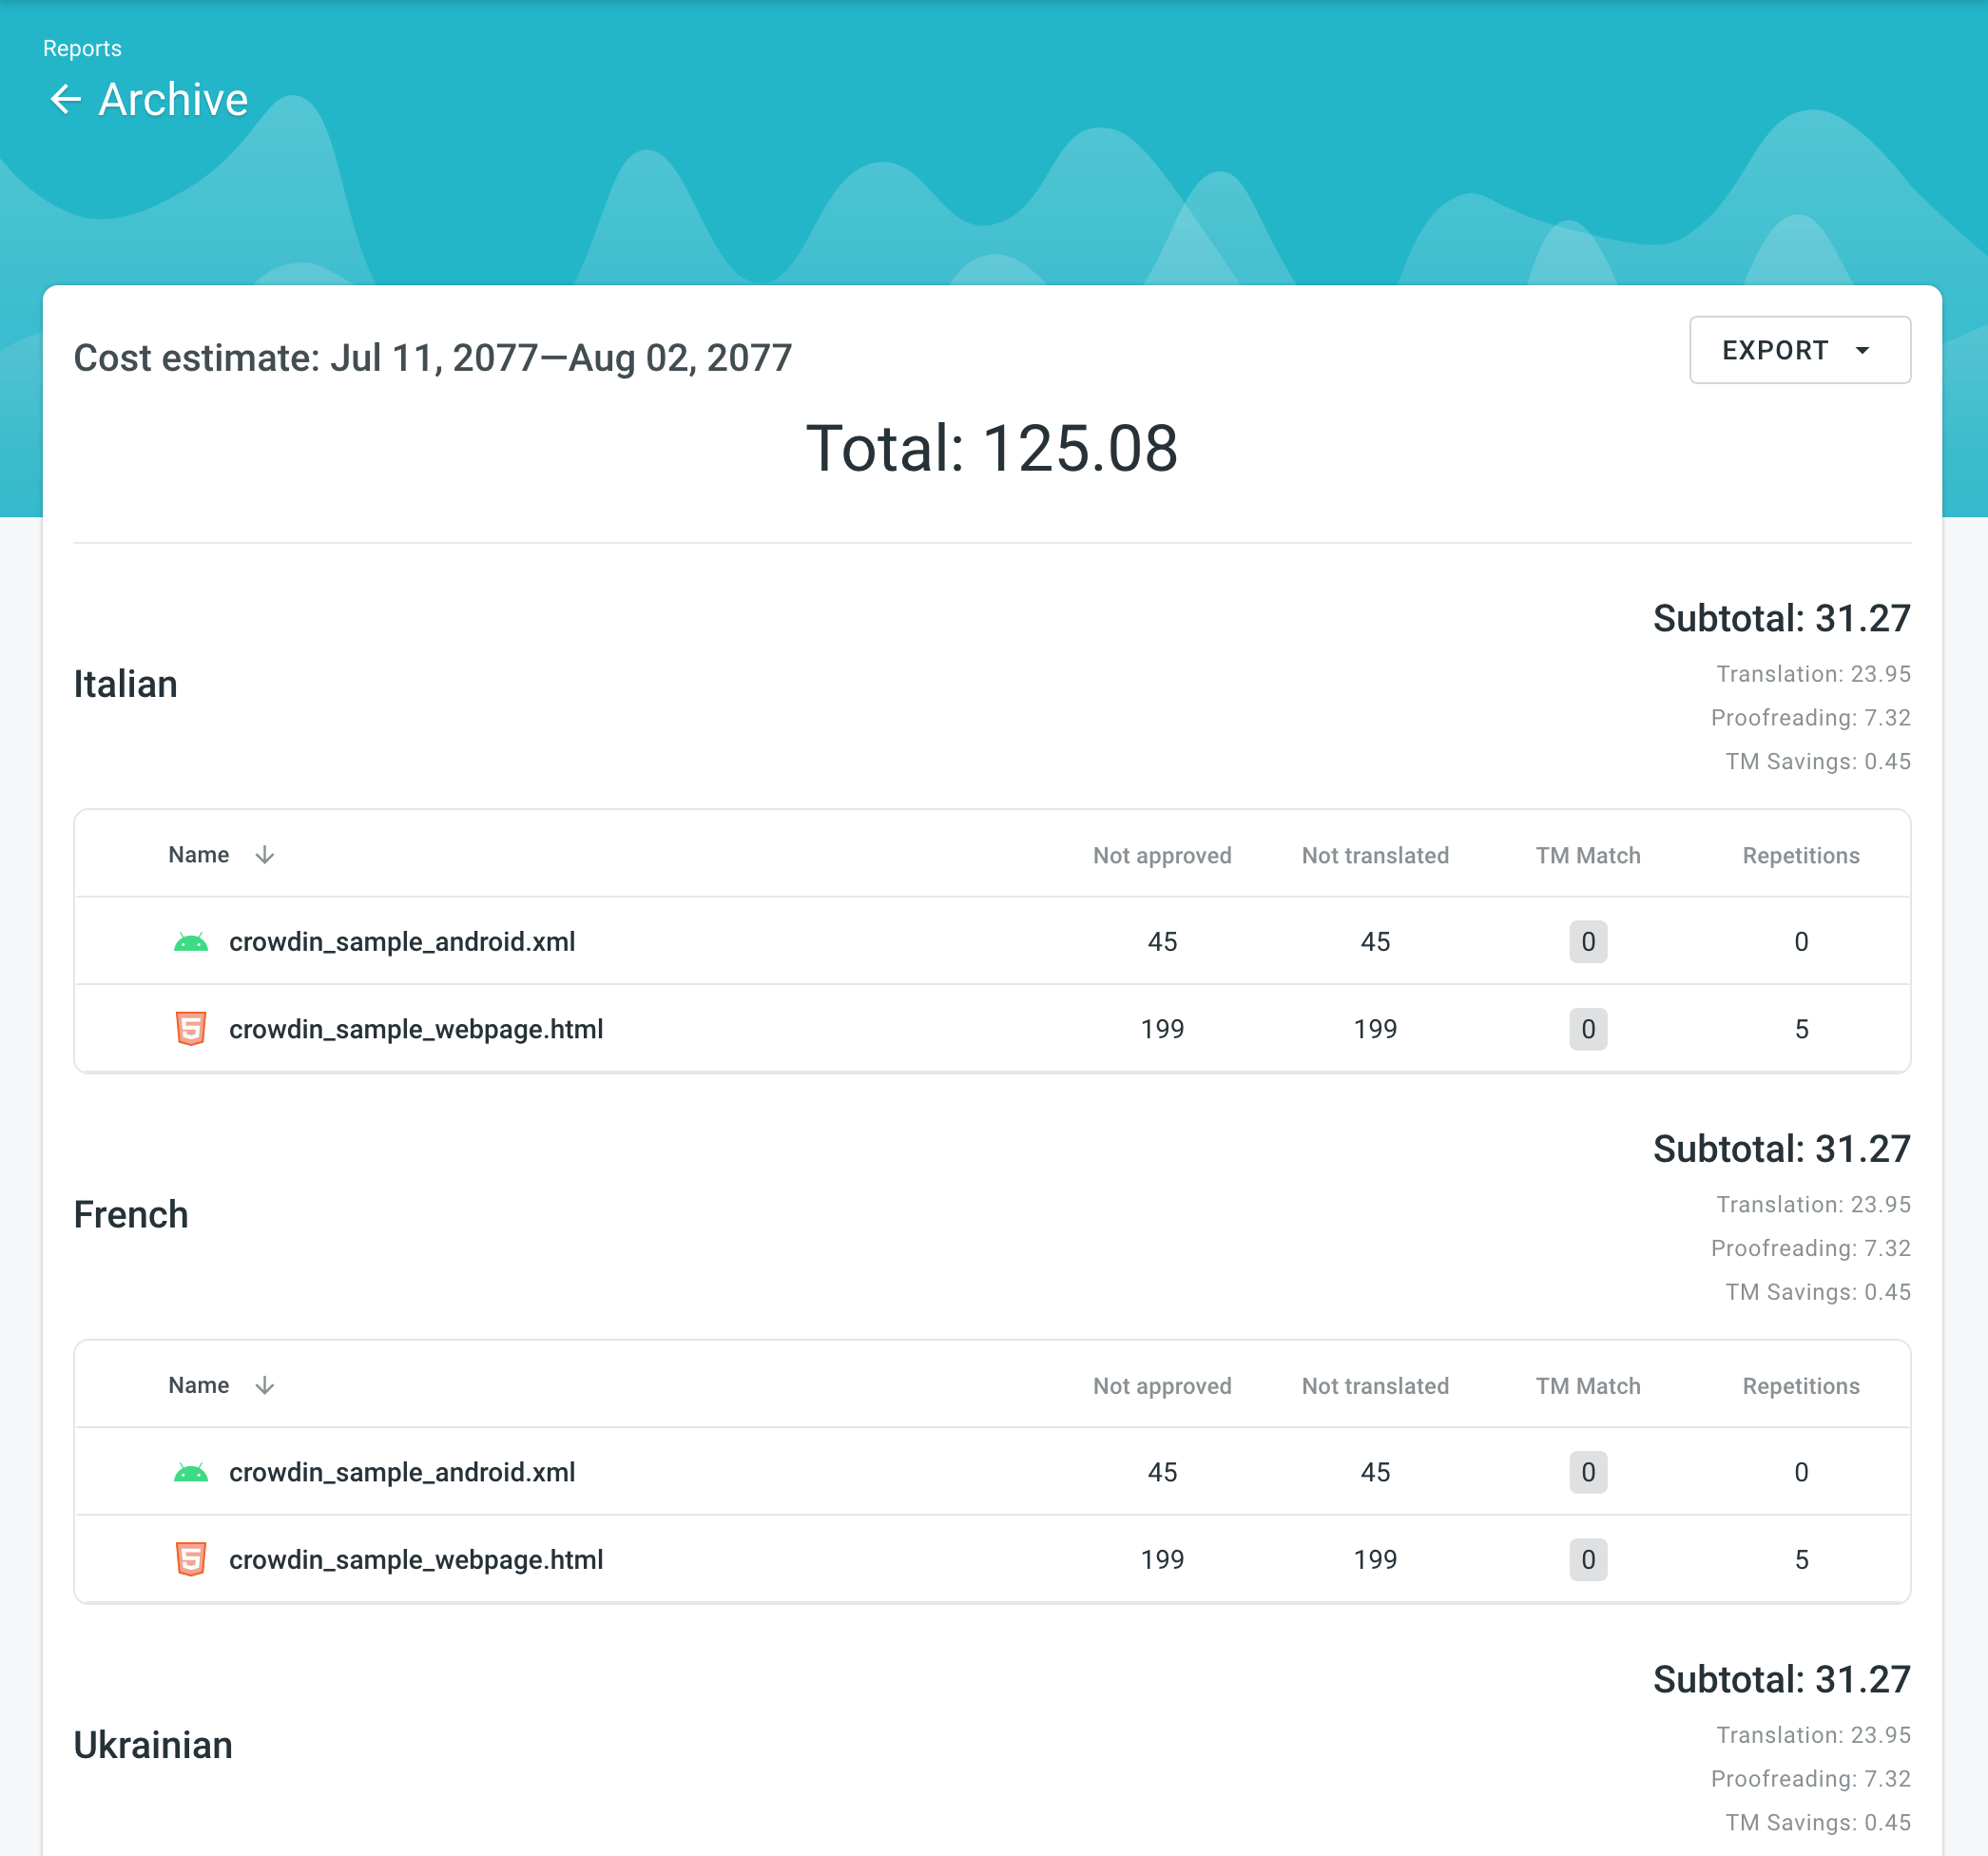 Reports
Archive
Cost estimate: Jul 11, 2077—Aug 02, 2077
EXPORT
Total: 125.08
Subtotal: 31.27
Italian
Translation: 23.95
Proofreading: 7.32
TM Savings: 0.45
Name Not approved Not translated TM Match Repetitions
crowdin_sample_android.xml 45 45 0 0
crowdin_sample_webpage.html 199 199 0 5
Subtotal: 31.27
French
Translation: 23.95
Proofreading: 7.32
TM Savings: 0.45
Name Not approved Not translated TM Match Repetitions
crowdin_sample_android.xml 45 45 0 0
crowdin_sample_webpage.html 199 199 0 5
Subtotal: 31.27
Ukrainian
Translation: 23.95
Proofreading: 7.32
TM Savings: 0.45